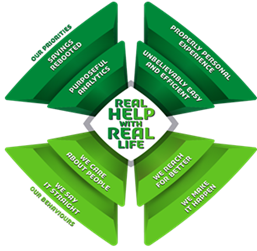 OUR PRIORITIES
SAVINGS
REBOOTED
PURPOSEFUL
ANALYTICS
PROPERLY PERSONAL
EXPERIENCE
UNBELIEVABLY EASY
AND EFFICIENT
REAL
HELP
WITH
REAL
LIFE
WE CARE
ABOUT PEOPLE
WE SAY
IT STRAIGHT
OUR BEHAVIOURS
WE REACH
FOR BETTER
WE MAKE
IT HAPPEN